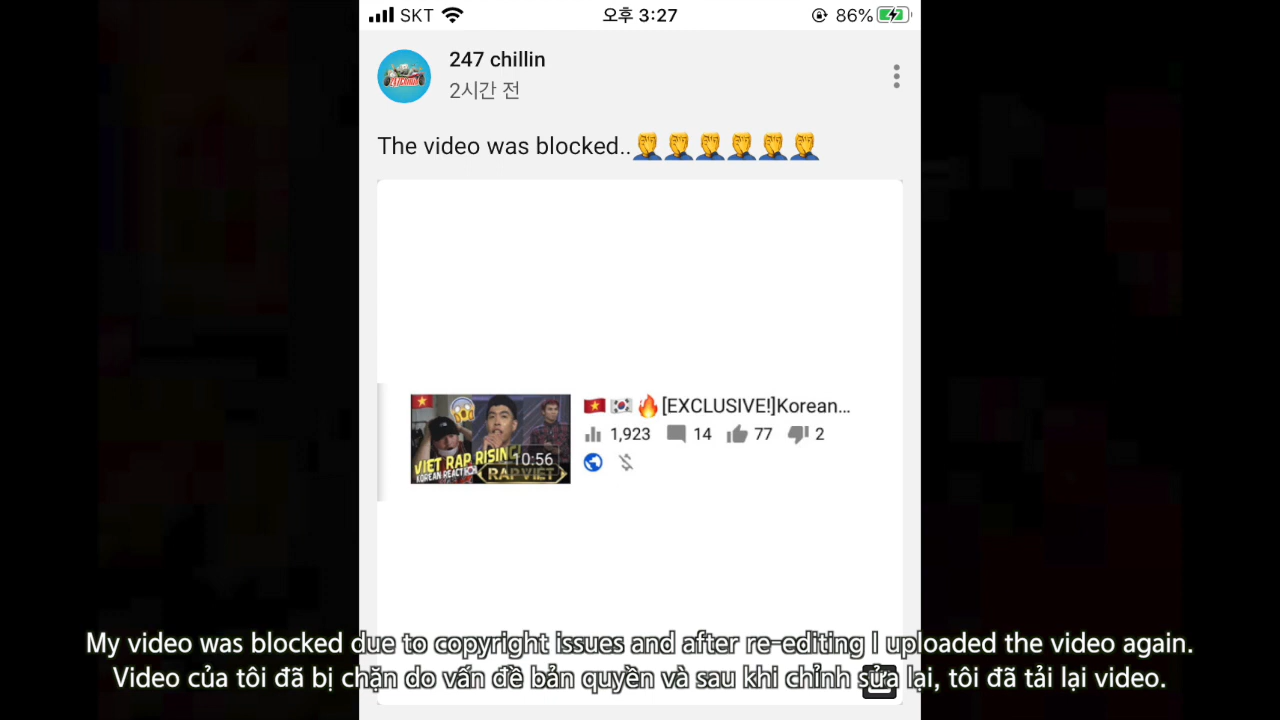 SKT 오후 3:27 86%
247 chillin
2시간 전
The video was blocked..🤦🤦🤦🤦🤦🤦
🇻🇳 🇰🇷 🔥[EXCLUSIVE!]Korean...
1,923 14 77 2
VIET RAP RISING!
10:56
KOREAN REACTION
RAP VIỆT
My video was blocked due to copyright issues and after re-editing I uploaded the video again.
Video của tôi đã bị chặn do vấn đề bản quyền và sau khi chỉnh sửa lại, tôi đã tải lại video.